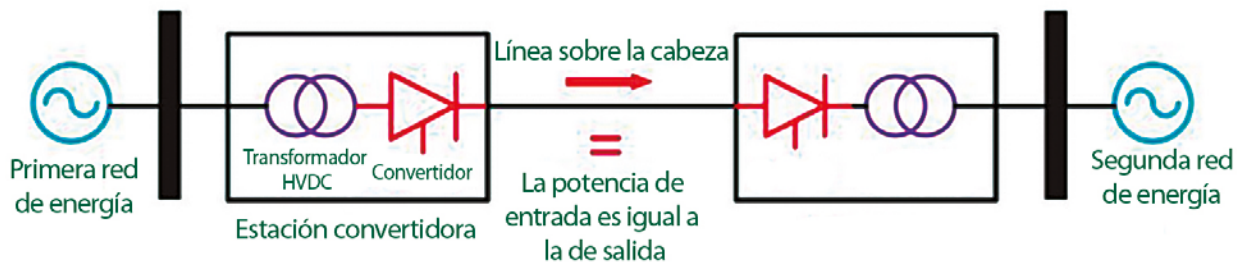 Primera red
de energía
Transformador
HVDC
Convertidor
Estación convertidora
Línea sobre la cabeza
La potencia de
entrada es igual a
la de salida
Segunda red
de energía